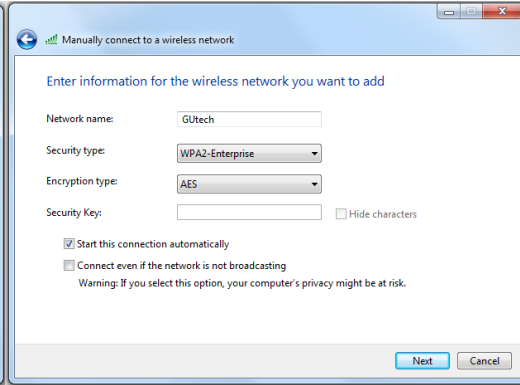 Manually connect to a wireless network
Enter information for the wireless network you want to add
Network name: GUtech
Security type: WPA2-Enterprise
Encryption type: AES
Security Key: Hide characters
Start this connection automatically
Connect even if the network is not broadcasting
Warning: If you select this option, your computer's privacy might be at risk.
Next Cancel